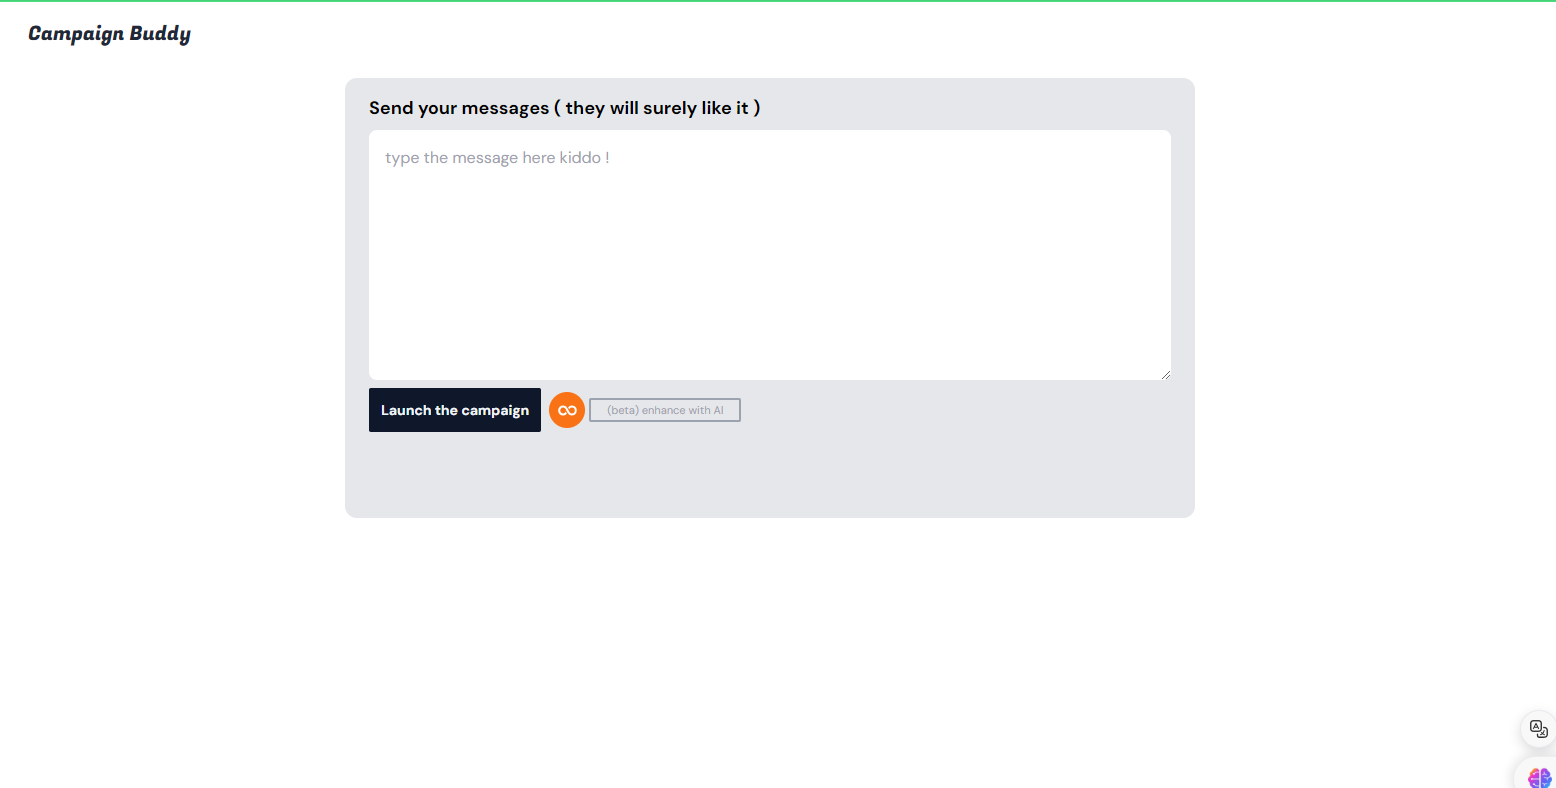 Campaign Buddy
Send your messages ( they will surely like it )
type the message here kiddo !
Launch the campaign
(beta) enhance with AI